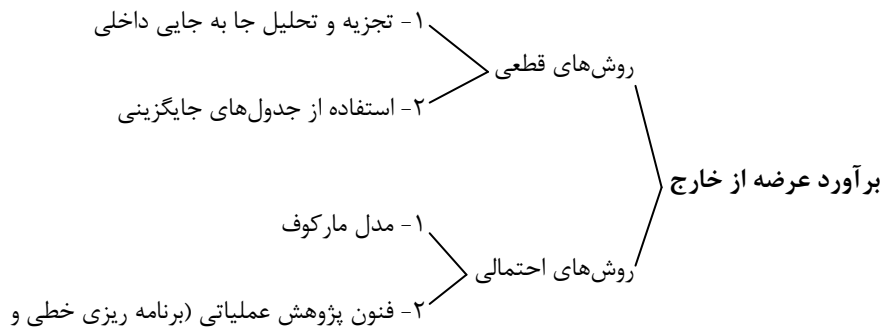 ۱- تجزیه و تحلیل جا به جایی داخلی
روش‌های قطعی
۲- استفاده از جدول‌های جایگزینی
برآورد عرضه از خارج
۱- مدل مارکوف
روش‌های احتمالی
۲- فنون پژوهش عملیاتی (برنامه ریزی خطی و